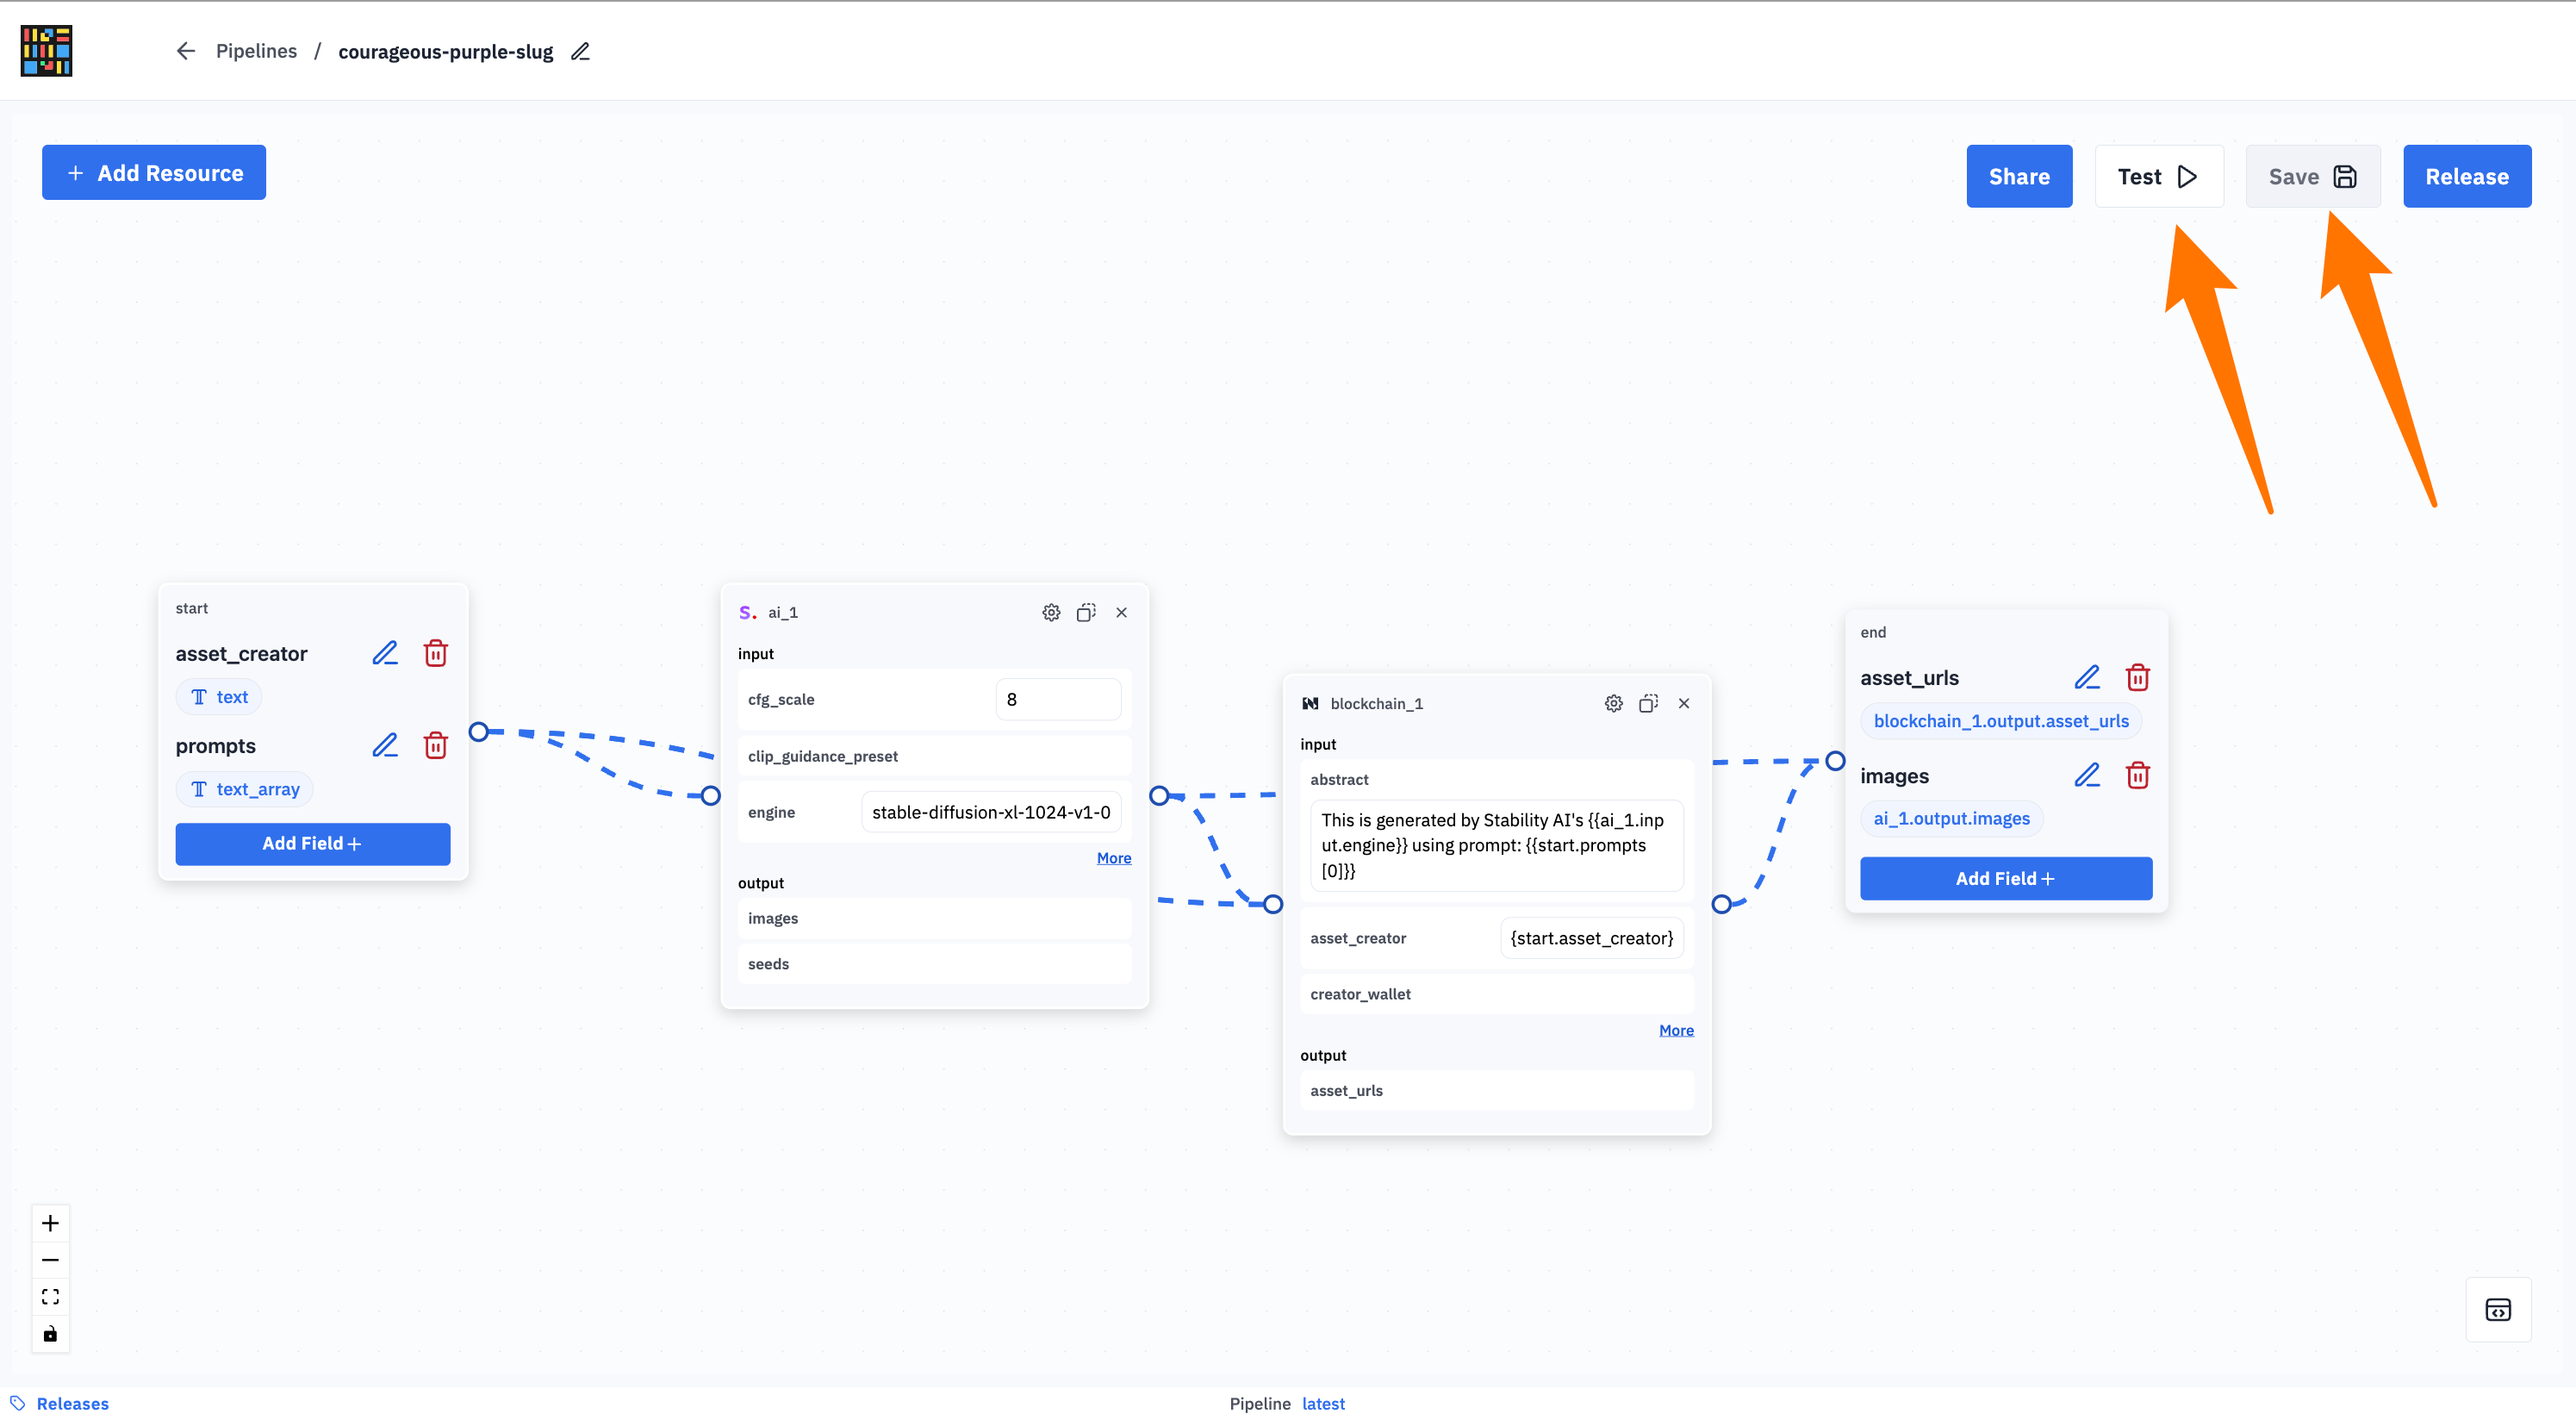 Pipelines / courageous-purple-slug
+ Add Resource
Share
Test
Save
Release
start
asset_creator
text
prompts
text_array
Add Field+
S. ai_1
input
cfg_scale 8
clip_guidance_preset
engine stable-diffusion-xl-1024-v1-0
More
output
images
seeds
blockchain_1
input
abstract
This is generated by Stability AI's {{ai_1.inp
ut.engine}} using prompt: {{start.prompts
[0]}}
asset_creator {start.asset_creator}
creator_wallet
More
output
asset_urls
end
asset_urls
blockchain_1.output.asset_urls
images
ai_1.output.images
Add Field+
Releases
Pipeline latest